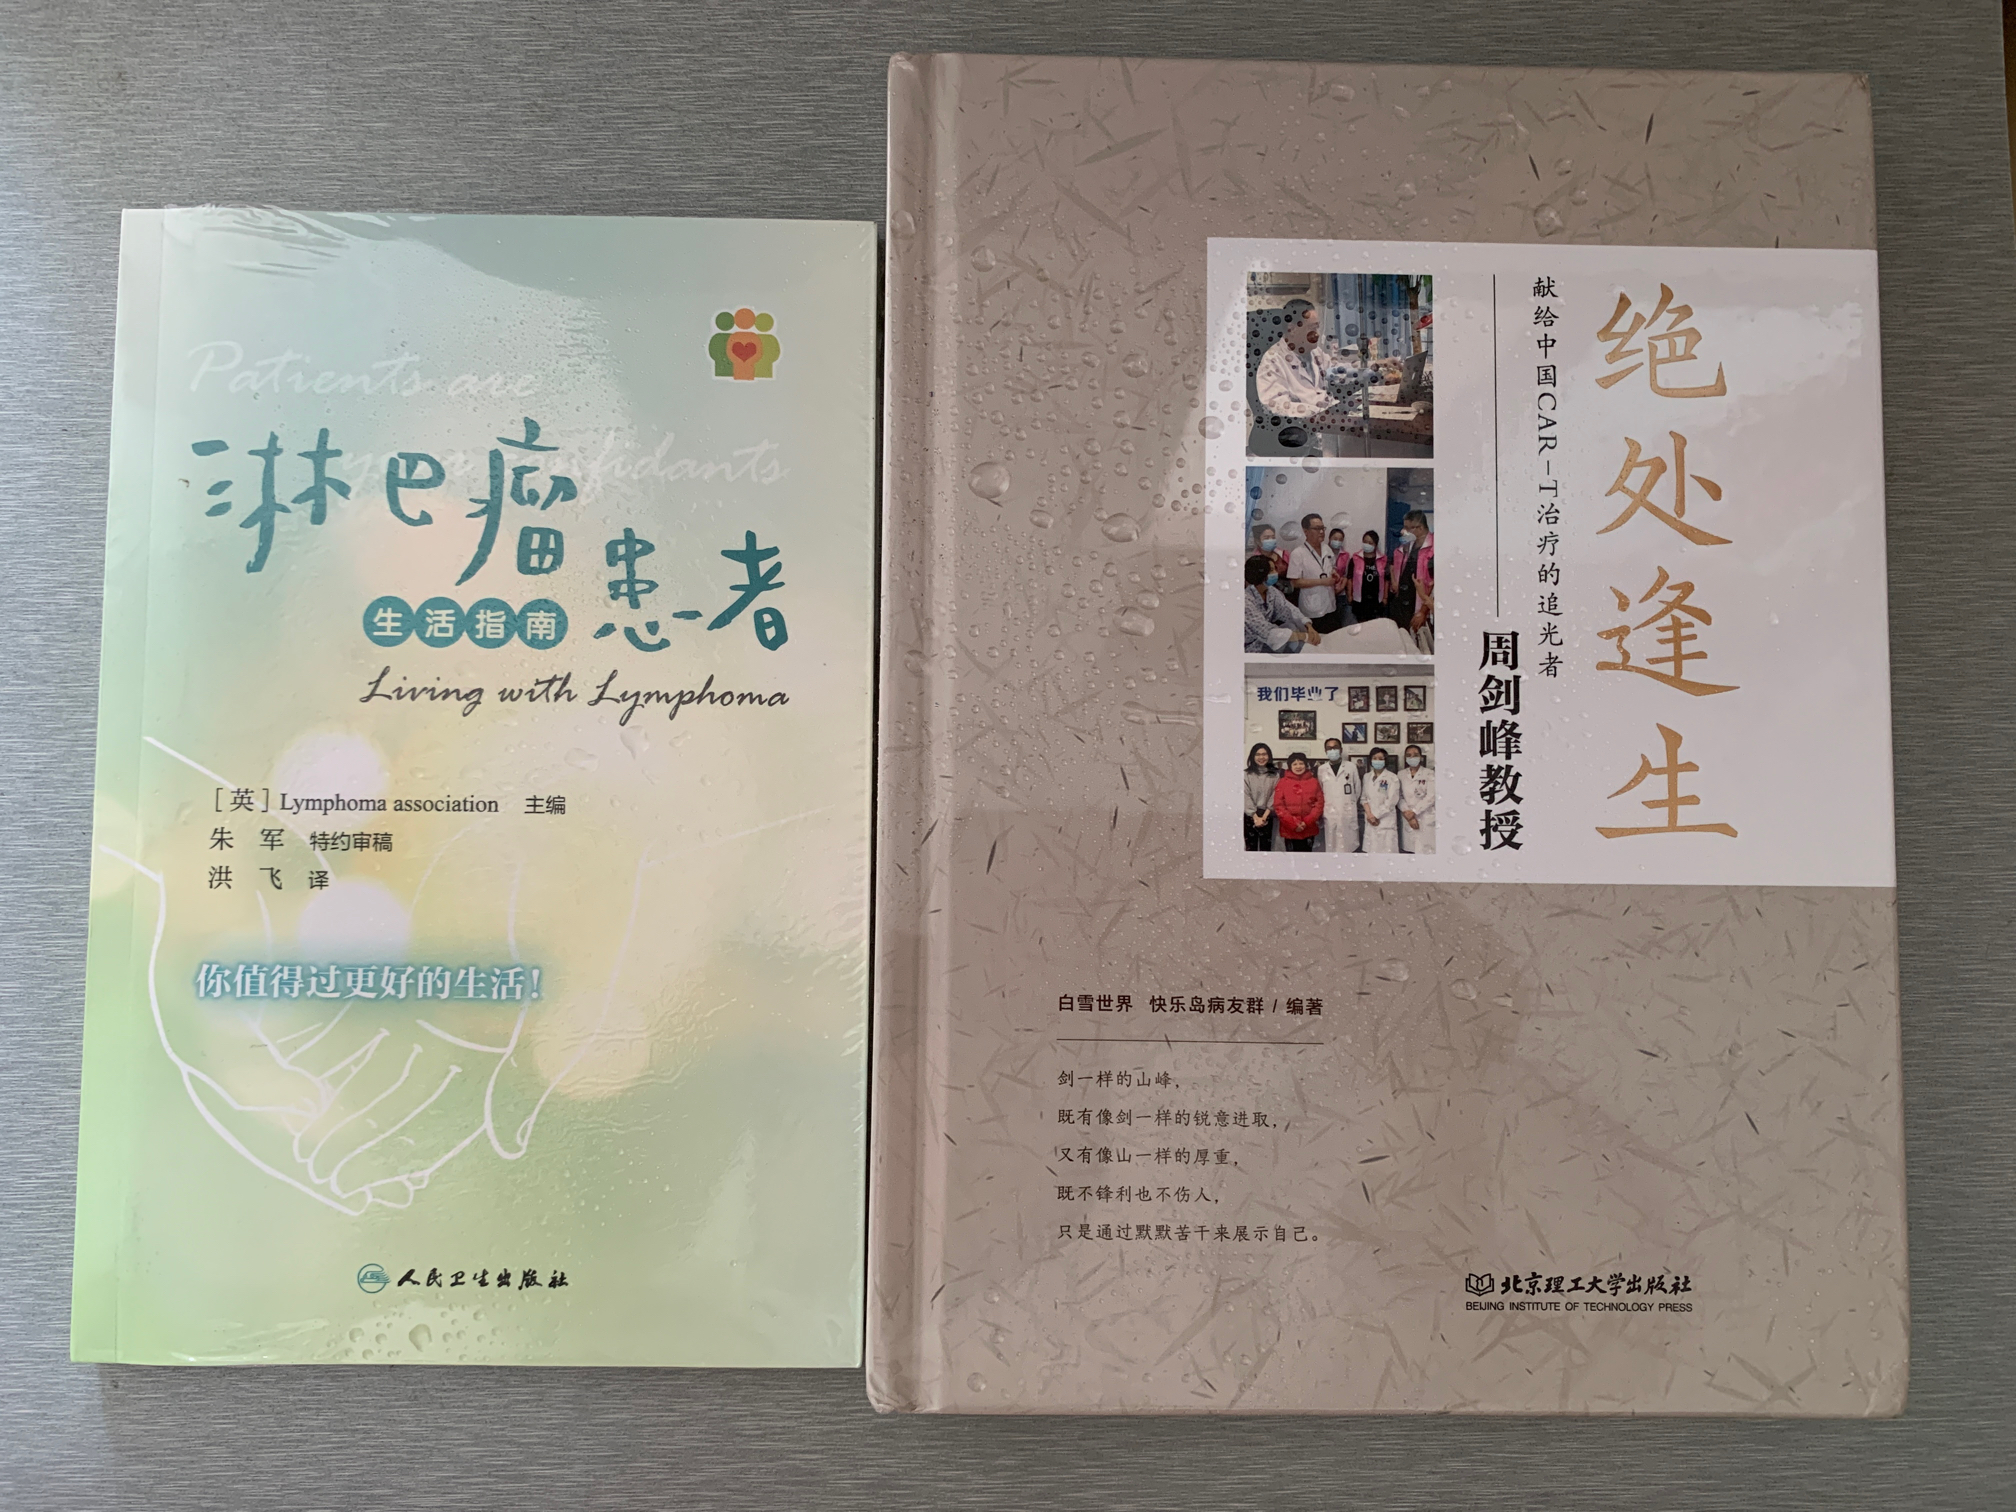 Patients are
your confidants
淋巴瘤
患者
生活指南
Living with Lymphoma
[英] Lymphoma association 主编
朱 军 特约审稿
洪 飞 译
你值得过更好的生活!
人民卫生出版社
绝处逢生
献给中国CAR-T治疗的追光者
——周剑峰教授
我们毕业了
白雪世界 快乐岛病友群 / 编著
剑一样的山峰,
既有像剑一样的锐意进取,
又有像山一样的厚重,
既不锋利也不伤人,
只是通过默默苦干来展示自己。
北京理工大学出版社
BEIJING INSTITUTE OF TECHNOLOGY PRESS